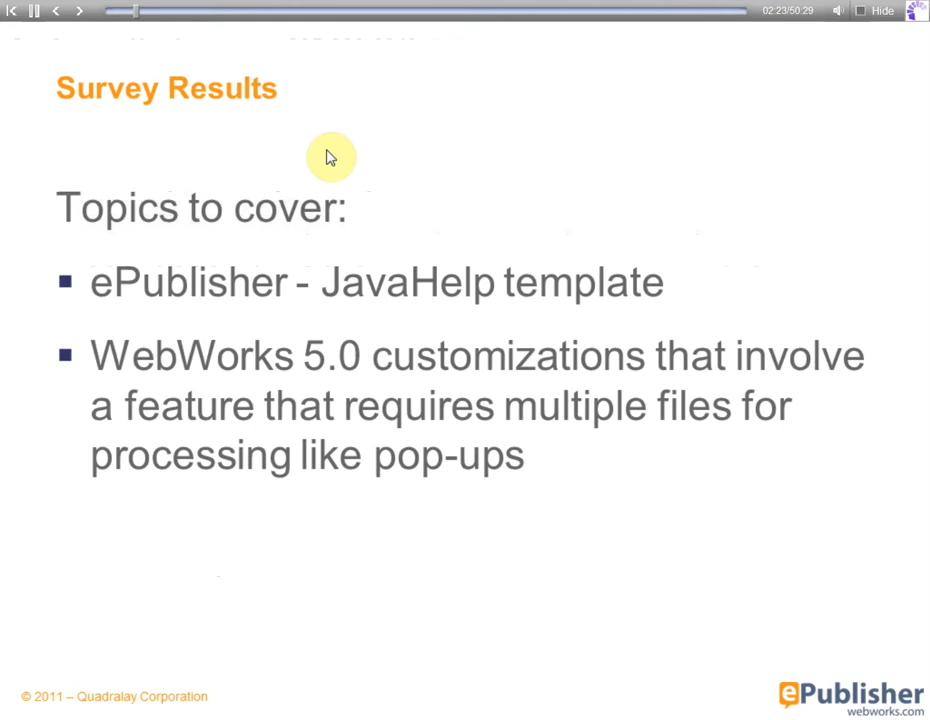 02:23/50:29 Hide
Survey Results
Topics to cover:
ePublisher - JavaHelp template
WebWorks 5.0 customizations that involve
a feature that requires multiple files for
processing like pop-ups
© 2011 – Quadralay Corporation
ePublisher
webworks.com